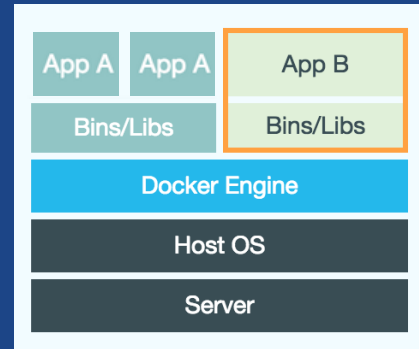 App A App A App B
Bins/Libs Bins/Libs
Docker Engine
Host OS
Server